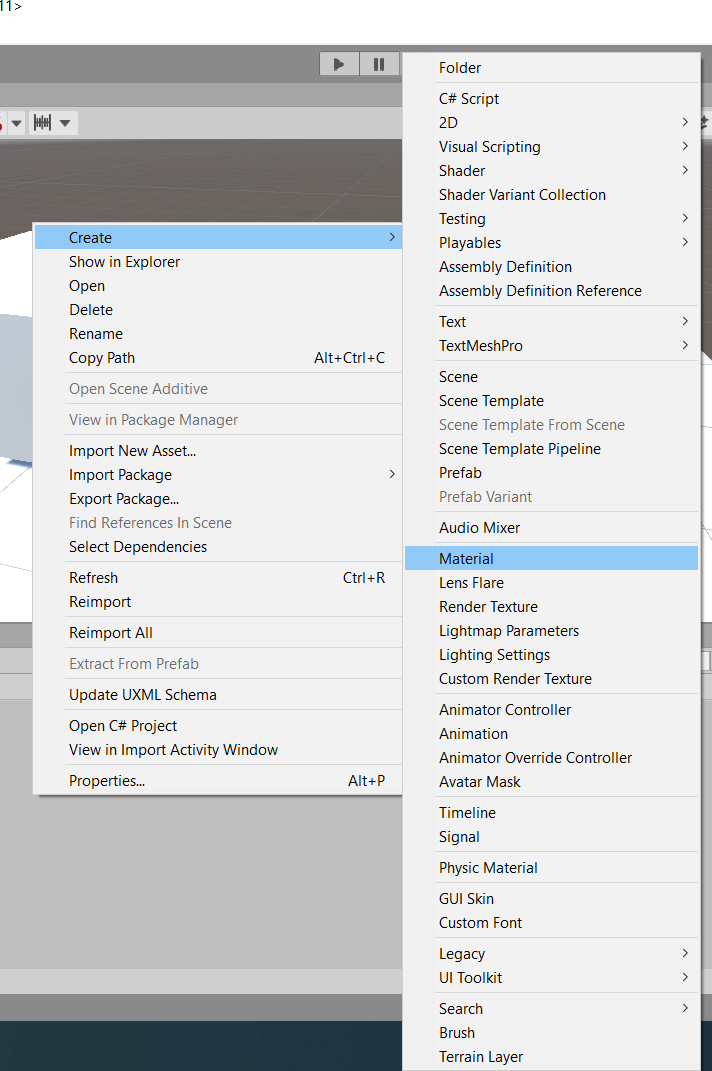 11>
Create
Show in Explorer
Open
Delete
Rename
Copy Path Alt+Ctrl+C
Open Scene Additive
View in Package Manager
Import New Asset...
Import Package
Export Package...
Find References In Scene
Select Dependencies
Refresh Ctrl+R
Reimport
Reimport All
Extract From Prefab
Update UXML Schema
Open C# Project
View in Import Activity Window
Properties... Alt+P
Folder
C# Script
2D
Visual Scripting
Shader
Shader Variant Collection
Testing
Playables
Assembly Definition
Assembly Definition Reference
Text
TextMeshPro
Scene
Scene Template
Scene Template From Scene
Scene Template Pipeline
Prefab
Prefab Variant
Audio Mixer
Material
Lens Flare
Render Texture
Lightmap Parameters
Lighting Settings
Custom Render Texture
Animator Controller
Animation
Animator Override Controller
Avatar Mask
Timeline
Signal
Physic Material
GUI Skin
Custom Font
Legacy
UI Toolkit
Search
Brush
Terrain Layer